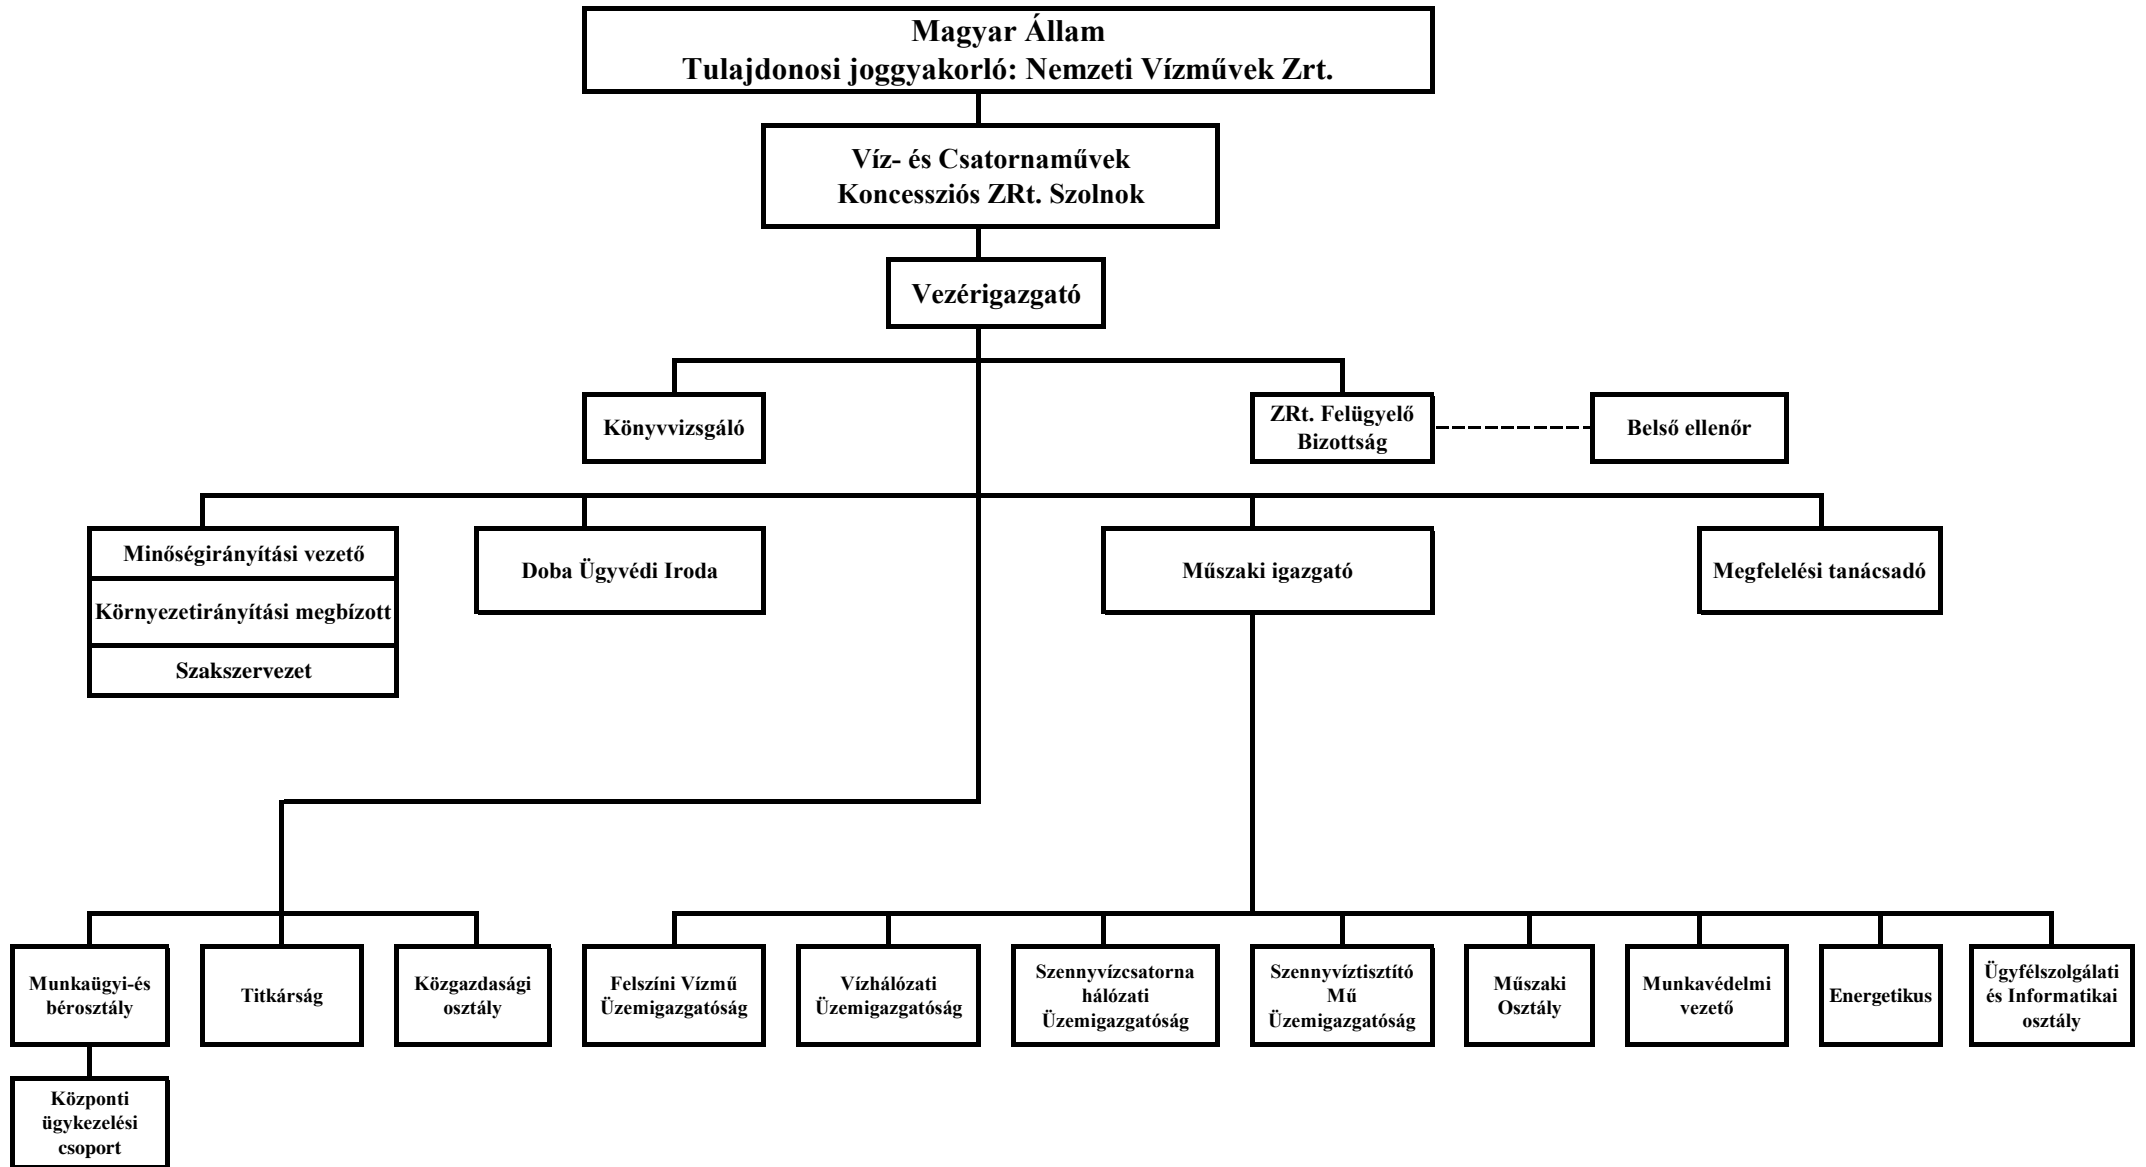 Magyar Állam
Tulajdonosi joggyakorló: Nemzeti Vízművek Zrt.
Víz- és Csatornaművek
Koncessziós ZRt. Szolnok
Vezérigazgató
Könyvvizsgáló
ZRt. Felügyelő
Bizottság
Belső ellenőr
Minőségirányítási vezető
Környezetirányítási megbízott
Szakszervezet
Doba Ügyvédi Iroda
Műszaki igazgató
Megfelelési tanácsadó
Munkaügyi-és
bérosztály
Titkárság
Közgazdasági
osztály
Felszíni Vízmű
Üzemigazgatóság
Vízhálózati
Üzemigazgatóság
Szennyvízcsatorna
hálózati
Üzemigazgatóság
Szennyvíztisztító
Mű
Üzemigazgatóság
Műszaki
Osztály
Munkavédelmi
vezető
Energetikus
Ügyfélszolgálati
és Informatikai
osztály
Központi
ügykezelési
csoport